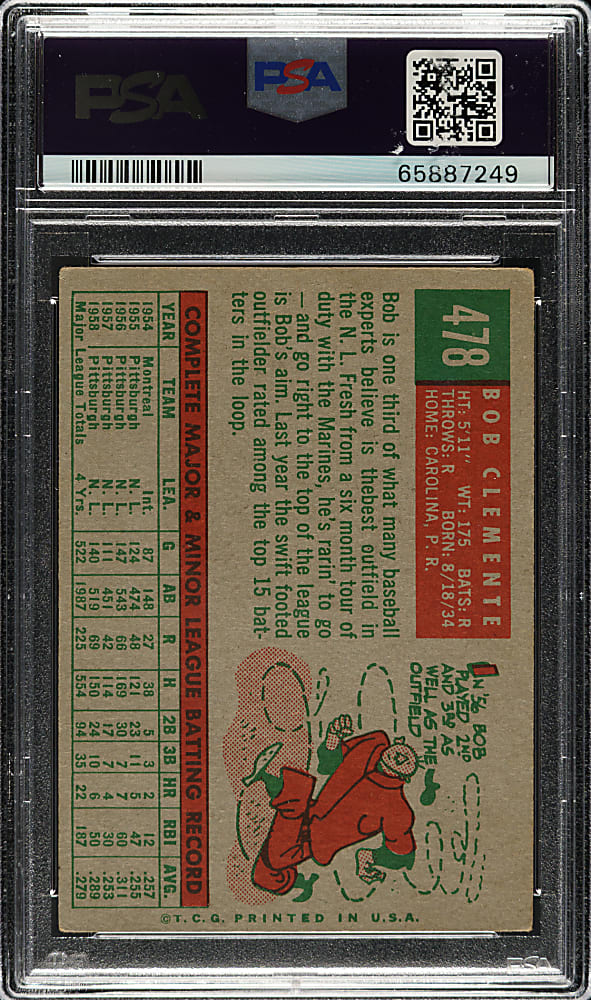 PSA
PSA
65887249
478
BOB CLEMENTE
HT: 5'11" WT: 175 BATS: R
THROWS: R BORN: 8/18/34
HOME: CAROLINA, P. R.
Bob is one third of what many baseball
experts believe is thebest outfield in
the N. L. Fresh from a six month tour of
duty with the Marines, he's rarin' to go
— and go right to the top of the league
is Bob's aim. Last year the swift footed
outfielder rated among the top 15 bat-
ters in the loop.
IN '56 BOB
PLAYED 2ND
AND 3RD AS
WELL AS THE
OUTFIELD
COMPLETE MAJOR & MINOR LEAGUE BATTING RECORD
YEAR TEAM LEA. G AB R H 2B 3B HR RBI AVG.
1954 Montreal Int. 87 148 27 38 5 3 2 12 .257
1955 Pittsburgh N. L. 124 474 48 121 23 11 5 47 .255
1956 Pittsburgh N. L. 147 543 66 169 30 7 7 60 .311
1957 Pittsburgh N. L. 111 451 42 114 17 7 4 30 .253
1958 Pittsburgh N. L. 140 519 69 150 24 10 6 50 .289
Major League Totals 4 Yrs. 522 1987 225 554 94 35 22 187 .279
©T.C.G. PRINTED IN U.S.A.
PSA